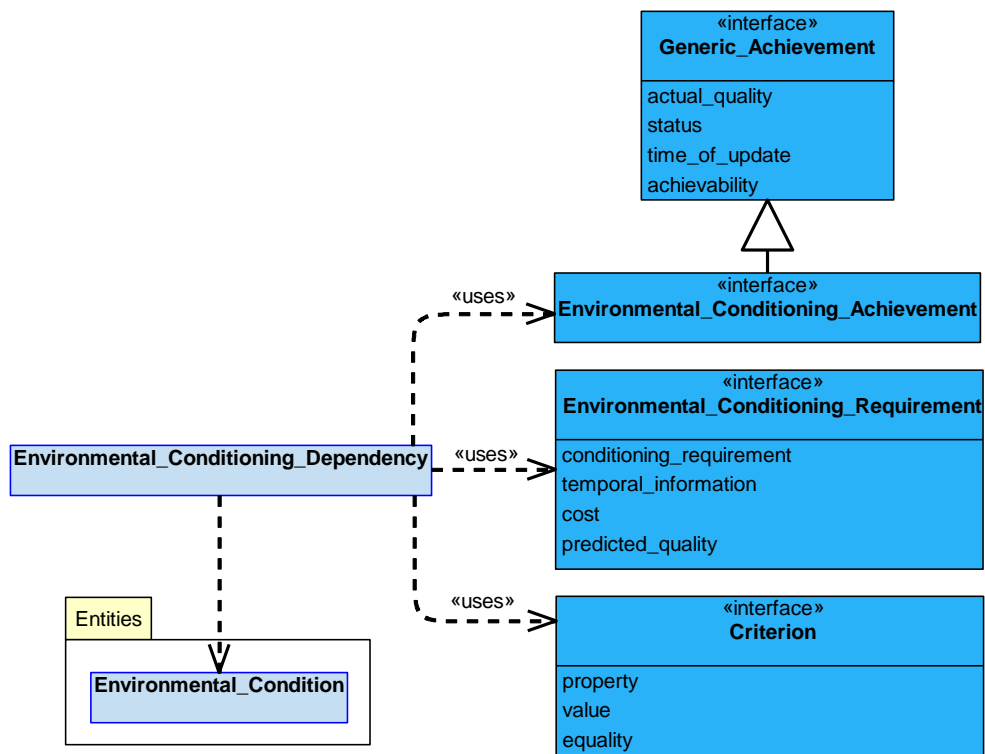 «interface»
Generic_Achievement
actual_quality
status
time_of_update
achievability
«interface»
Environmental_Conditioning_Achievement
«uses»
«interface»
Environmental_Conditioning_Requirement
conditioning_requirement
temporal_information
cost
predicted_quality
Environmental_Conditioning_Dependency
«uses»
«uses»
«interface»
Criterion
property
value
equality
Entities
Environmental_Condition